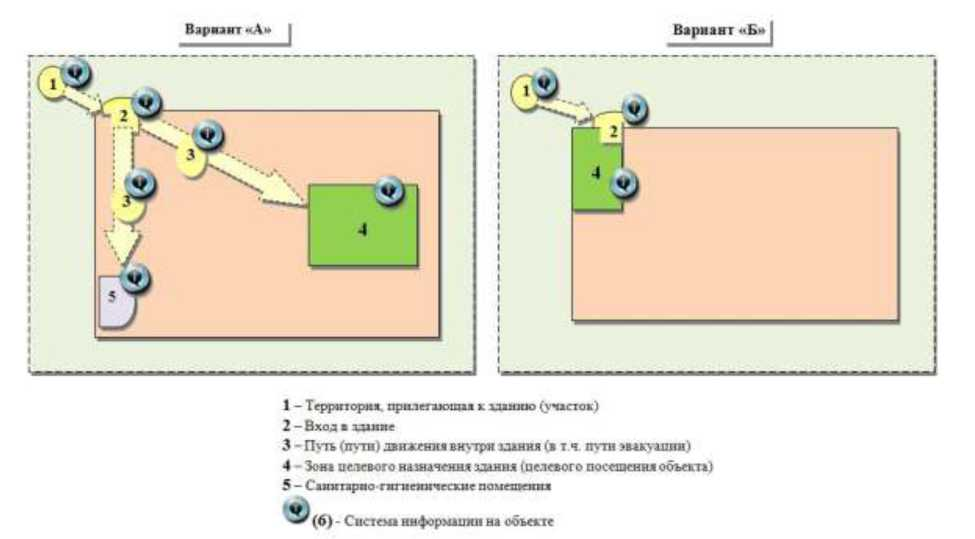 Вариант «А»
Вариант «Б»
1
2
3
3
4
5
1
2
4
1 – Территория, прилегающая к зданию (участок)
2 – Вход в здание
3 – Путь (пути) движения внутри здания (в т.ч. пути эвакуации)
4 – Зона целевого назначения здания (целевого посещения объекта)
5 – Санитарно-гигиенические помещения
(6) - Система информации на объекте